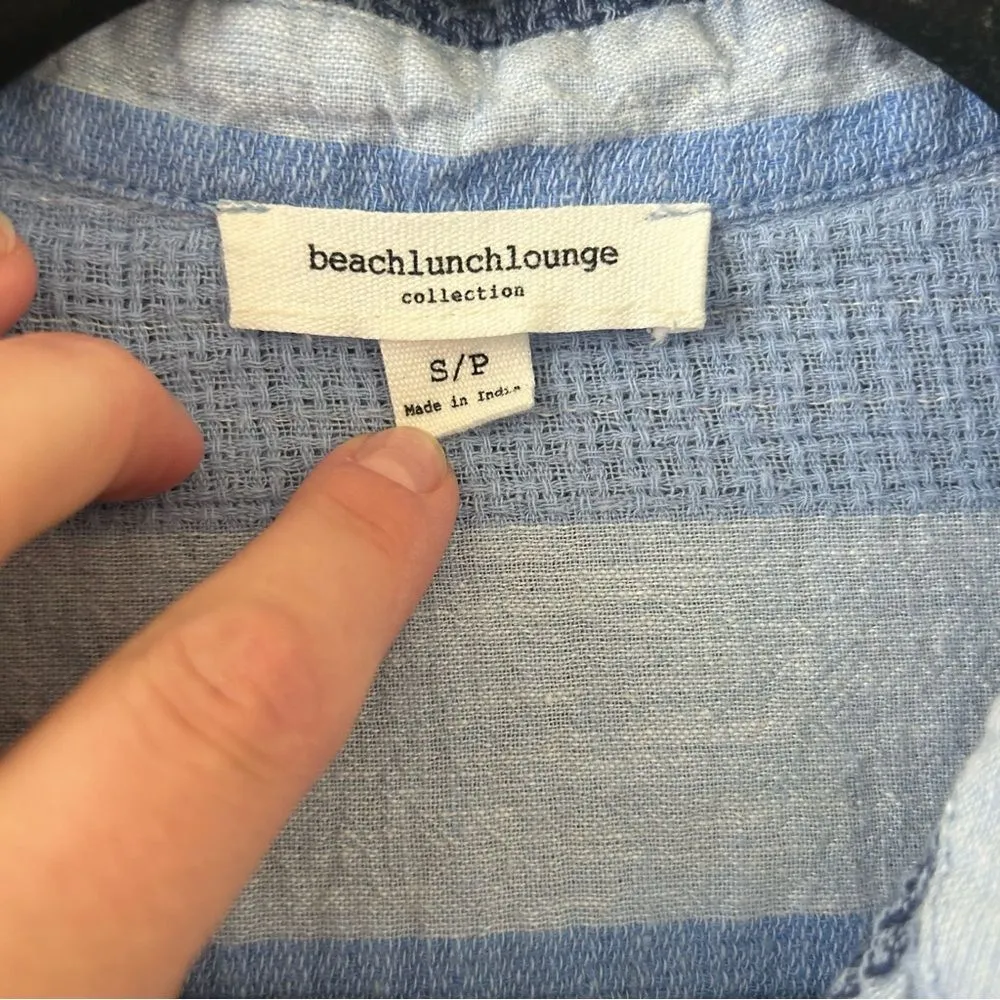 beachlunchlounge
collection
S/P
Made in India